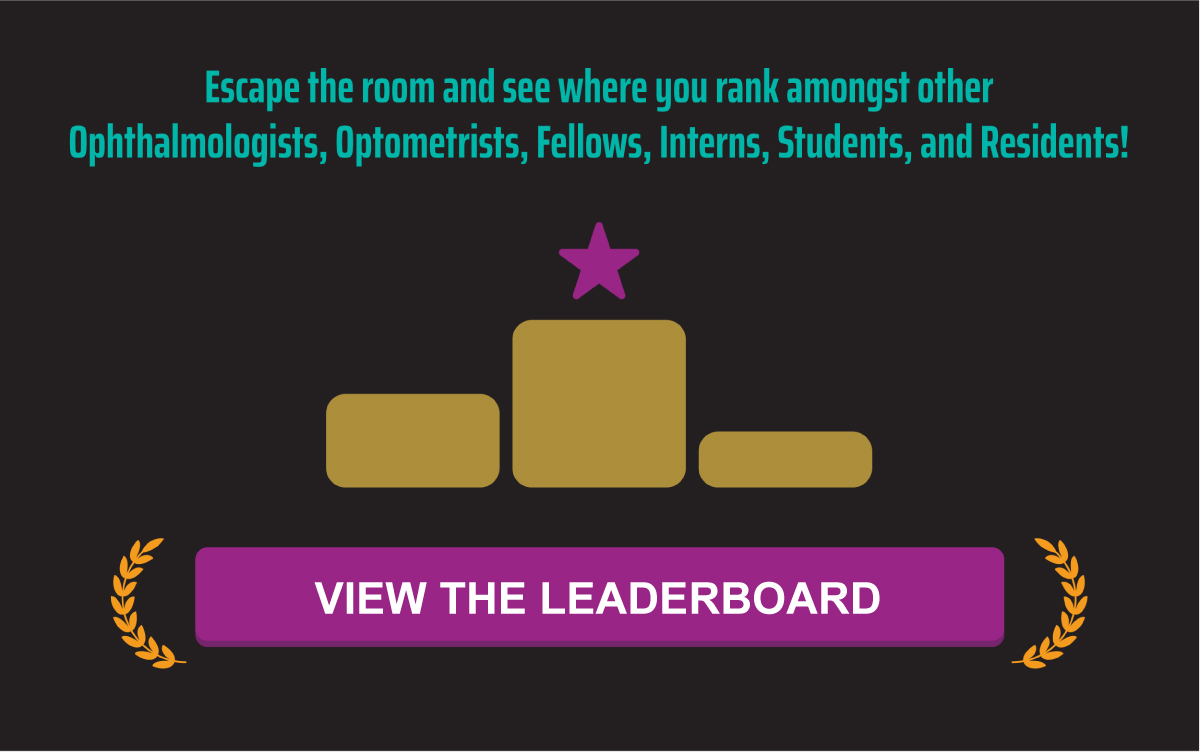 Escape the room and see where you rank amongst other
Ophthalmologists, Optometrists, Fellows, Interns, Students, and Residents!
VIEW THE LEADERBOARD